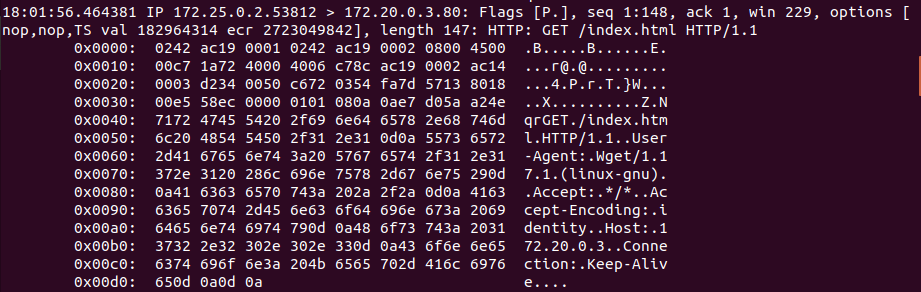 18:01:56.464381 IP 172.25.0.2.53812 > 172.20.0.3.80: Flags [P.], seq 1:148, ack 1, win 229, options [
nop,nop,TS val 182964314 ecr 2723049842], length 147: HTTP: GET /index.html HTTP/1.1
0x0000:  0242 ac19 0001 0242 ac19 0002 0800 4500  .B.....B......E.
0x0010:  00c7 1a72 4000 4006 c78c ac19 0002 ac14  ...r@.@.........
0x0020:  0003 d234 0050 c672 0354 fa7d 5713 8018  ...4.P.r.T.}W...
0x0030:  00e5 58ec 0000 0101 080a 0ae7 d05a a24e  ..X..........Z.N
0x0040:  7172 4745 5420 2f69 6e64 6578 2e68 746d  qrGET./index.htm
0x0050:  6c20 4854 5450 2f31 2e31 0d0a 5573 6572  l.HTTP/1.1..User
0x0060:  2d41 6765 6e74 3a20 5767 6574 2f31 2e31  -Agent:.Wget/1.1
0x0070:  372e 3120 286c 696e 7578 2d67 6e75 290d  7.1.(linux-gnu).
0x0080:  0a41 6363 6570 743a 202a 2f2a 0d0a 4163  .Accept:.*/*..Ac
0x0090:  6365 7074 2d45 6e63 6f64 696e 673a 2069  cept-Encoding:.i
0x00a0:  6465 6e74 6974 790d 0a48 6f73 743a 2031  dentity..Host:.1
0x00b0:  3732 2e32 302e 302e 330d 0a43 6f6e 6e65  72.20.0.3..Conne
0x00c0:  6374 696f 6e3a 204b 6565 702d 416c 6976  ction:.Keep-Aliv
0x00d0:  650d 0a0d 0a  e....